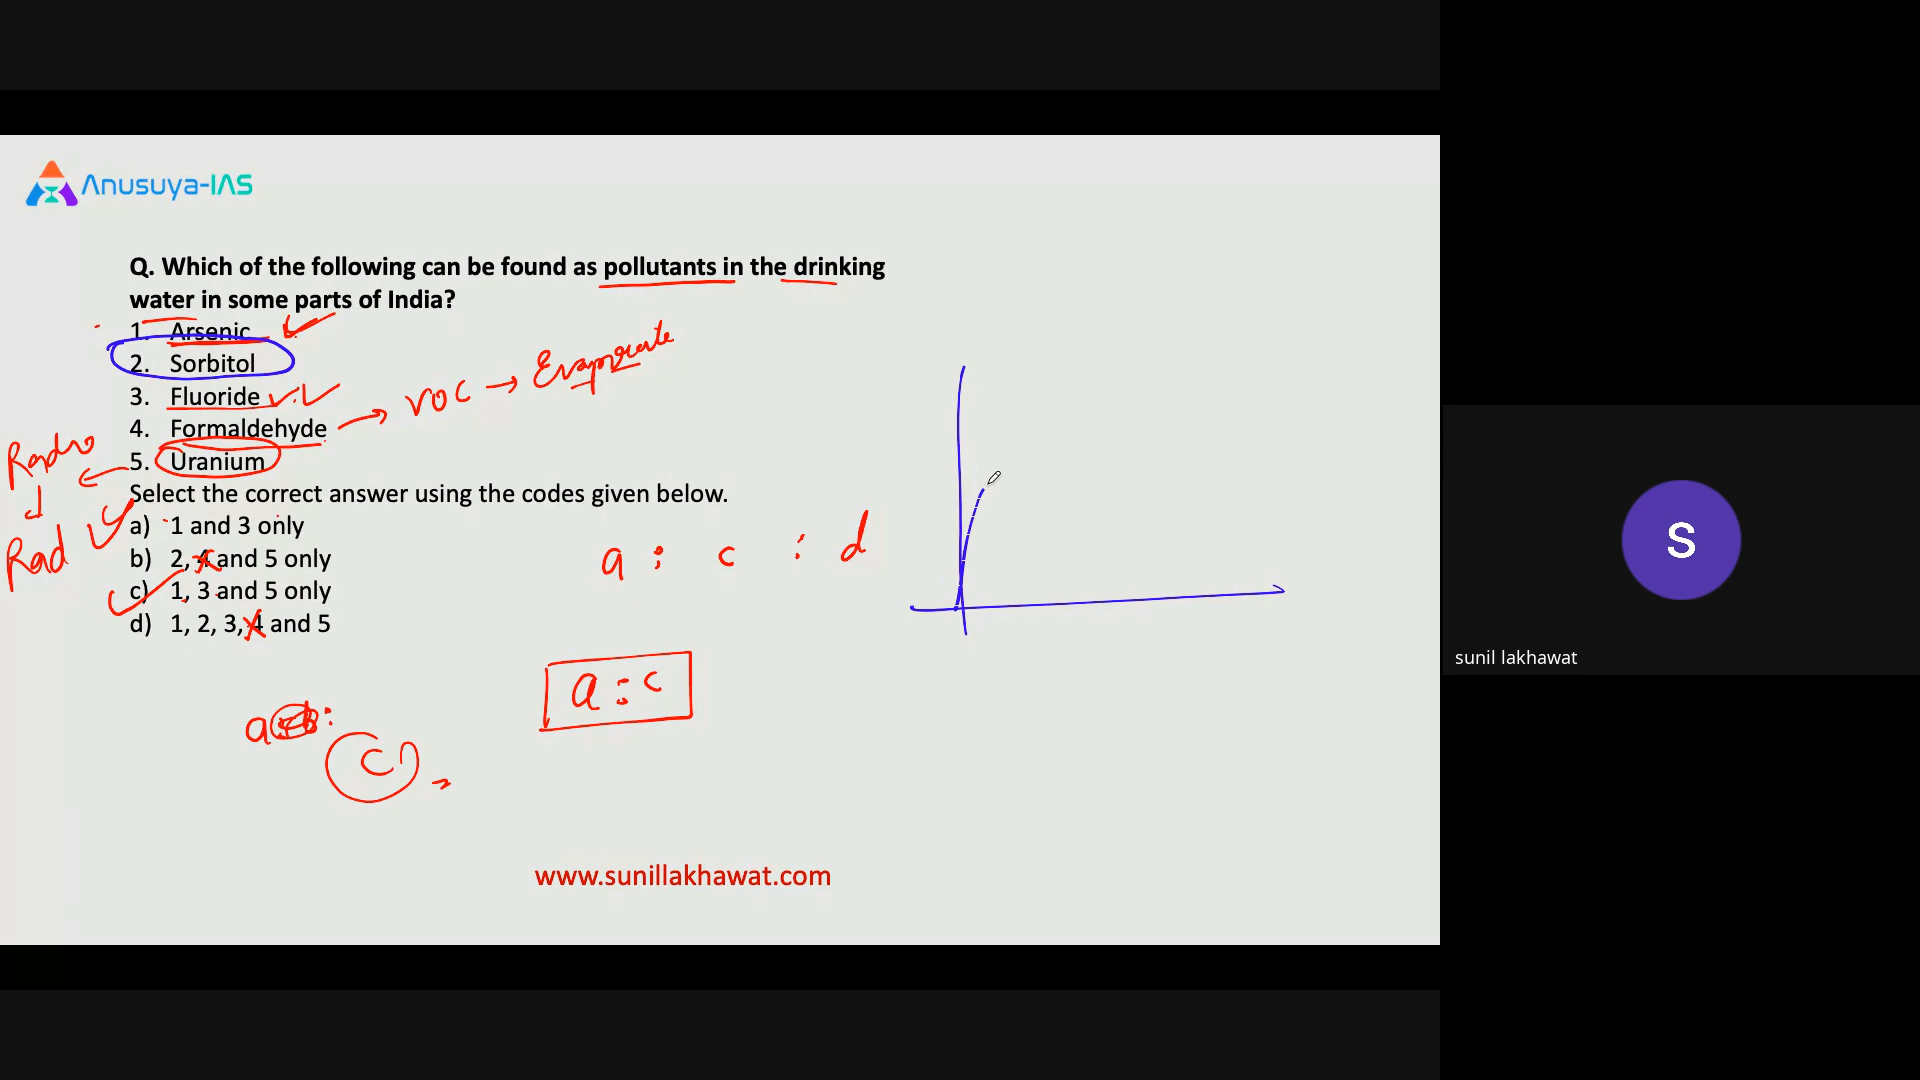 Anusuya-IAS
Q. Which of the following can be found as pollutants in the drinking
water in some parts of India?
1. Arsenic
2. Sorbitol
3. Fluoride
VOC → Evaporate
4. Formaldehyde
Radio
5. Uranium
Select the correct answer using the codes given below.
a) 1 and 3 only
Rad
b) 2, 4 and 5 only
a : c : d
c) 1, 3 and 5 only
d) 1, 2, 3, 4 and 5
a : c
a
c
www.sunillakhawat.com
S
sunil lakhawat